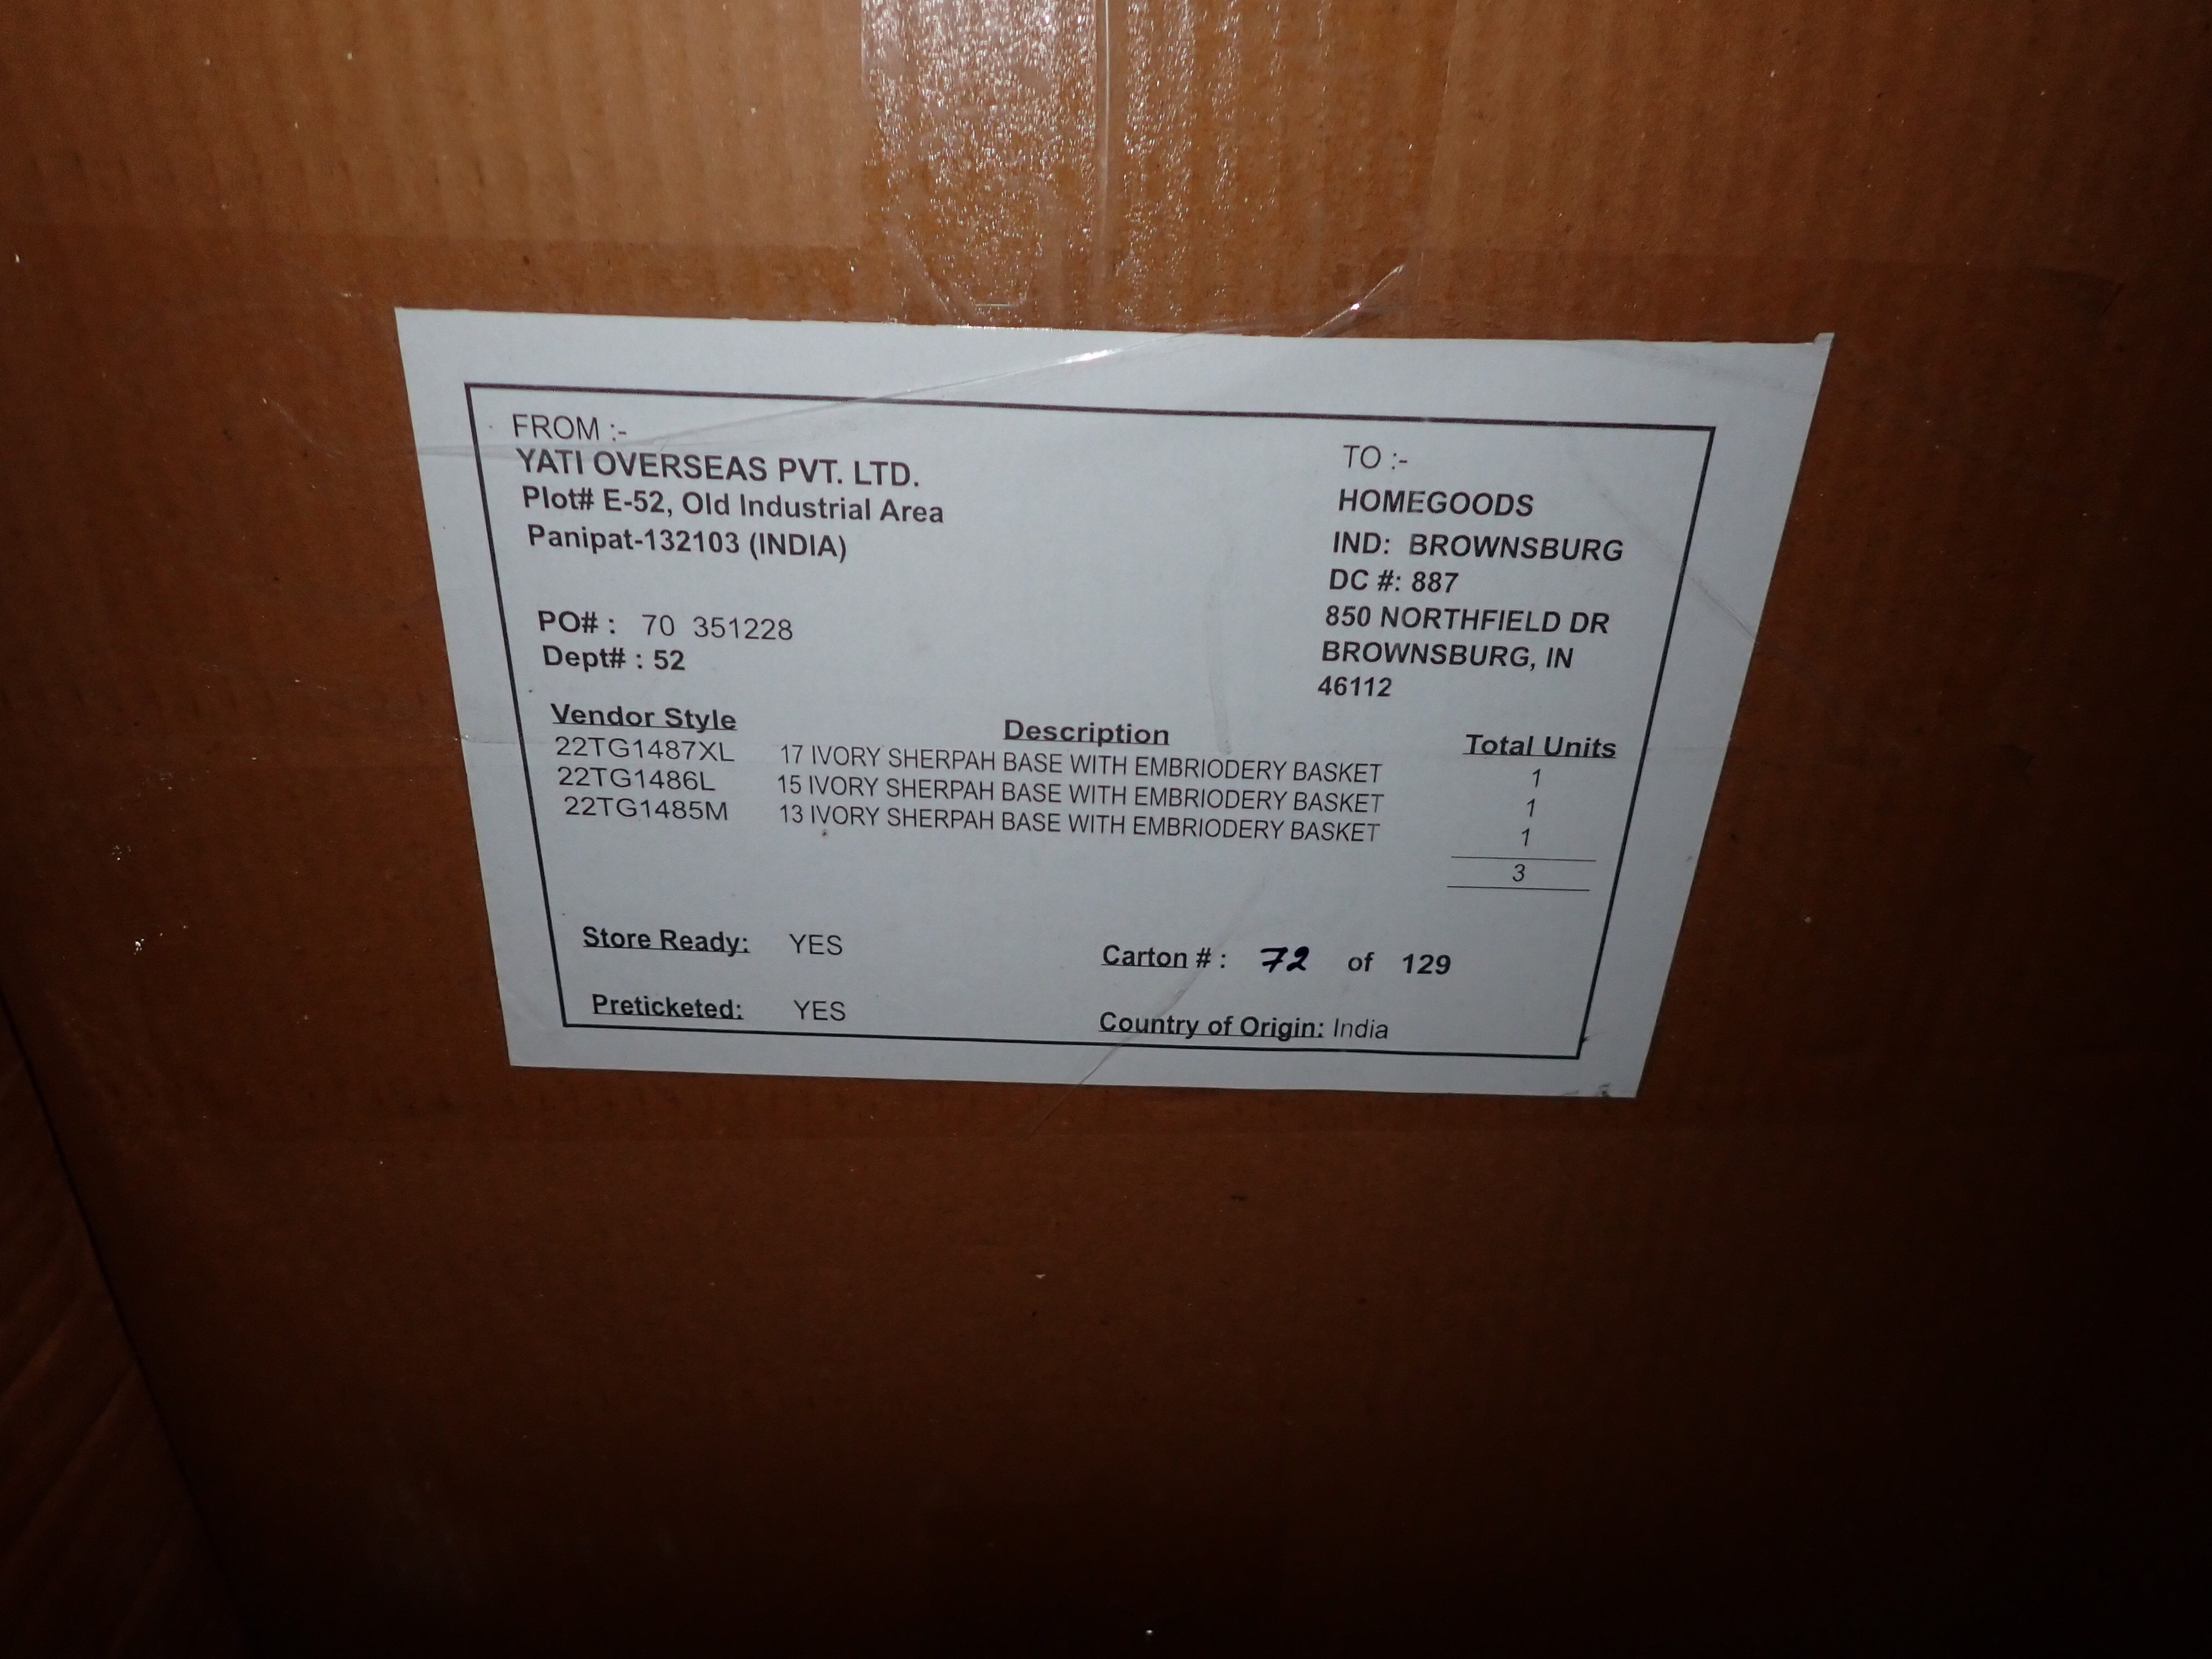 FROM :-
YATI OVERSEAS PVT. LTD.
Plot# E-52, Old Industrial Area
Panipat-132103 (INDIA)
TO :-
HOMEGOODS
IND: BROWNSBURG
DC #: 887
850 NORTHFIELD DR
BROWNSBURG, IN
46112
PO# : 70 351228
Dept# : 52
Vendor Style Description Total Units
22TG1487XL 17 IVORY SHERPAH BASE WITH EMBRIODERY BASKET 1
22TG1486L 15 IVORY SHERPAH BASE WITH EMBRIODERY BASKET 1
22TG1485M 13 IVORY SHERPAH BASE WITH EMBRIODERY BASKET 1
3
Store Ready: YES Carton # : 72 of 129
Preticketed: YES Country of Origin: India